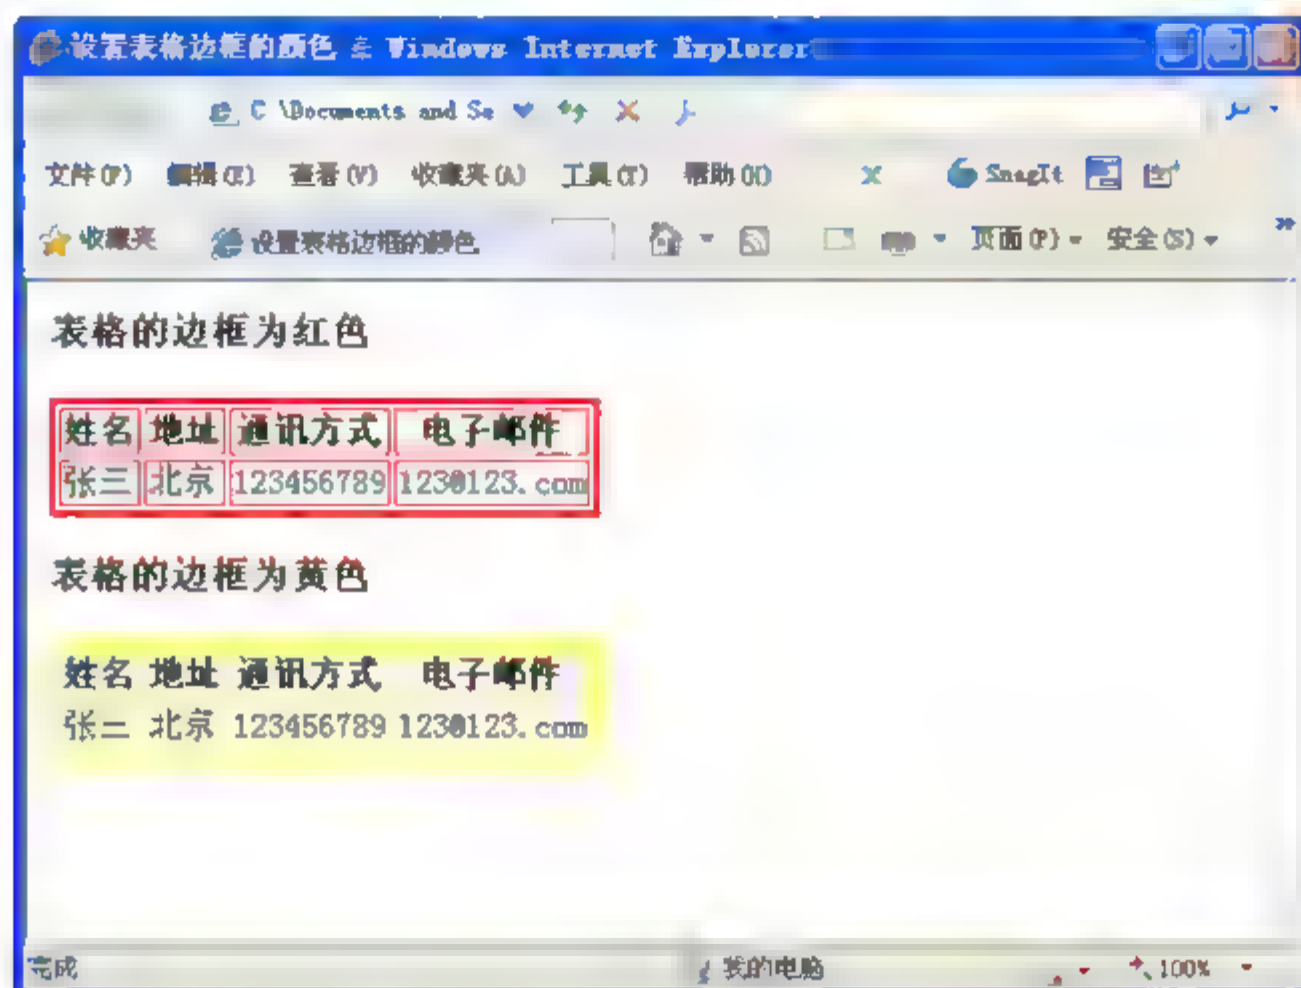 设置表格边框的颜色 - Windows Internet Explorer
C \Documents and Se
文件(F) 编辑(E) 查看(V) 收藏夹(A) 工具(T) 帮助(H) x SnagIt
收藏夹 设置表格边框的颜色 页面(P) 安全(S) »
表格的边框为红色
姓名 地址 通讯方式 电子邮件
张三 北京 123456789 123@123.com
表格的边框为黄色
姓名 地址 通讯方式 电子邮件
张三 北京 123456789 123@123.com
完成 我的电脑 100%